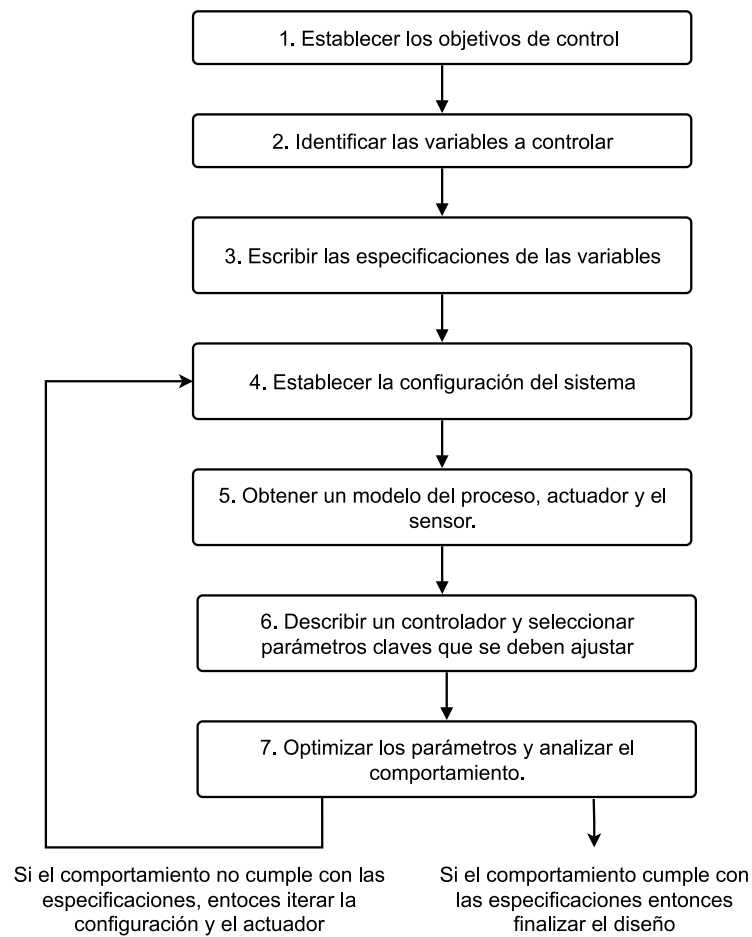 1. Establecer los objetivos de control
2. Identificar las variables a controlar
3. Escribir las especificaciones de las variables
4. Establecer la configuración del sistema
5. Obtener un modelo del proceso, actuador y el
sensor.
6. Describir un controlador y seleccionar
parámetros claves que se deben ajustar
7. Optimizar los parámetros y analizar el
comportamiento.
Si el comportamiento no cumple con las
especificaciones, entoces iterar la
configuración y el actuador
Si el comportamiento cumple con
las especificaciones entonces
finalizar el diseño